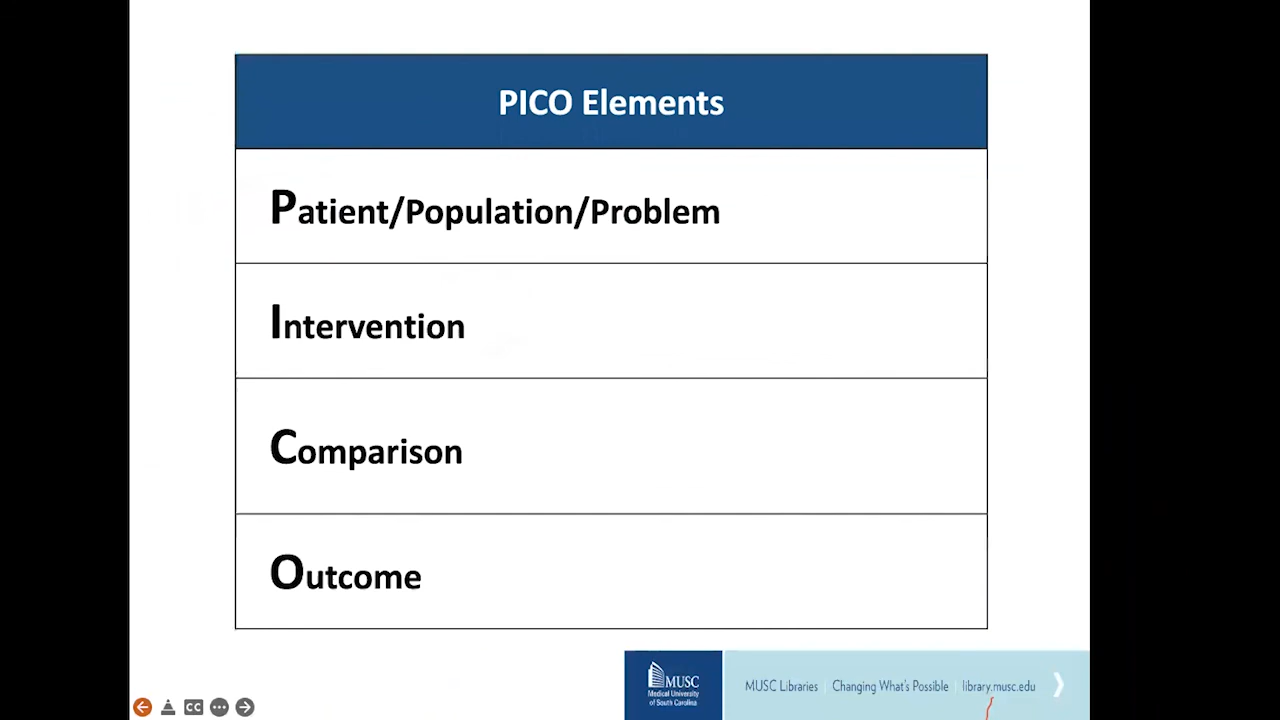 PICO Elements
Patient/Population/Problem
Intervention
Comparison
Outcome
MUSC
Medical University
of South Carolina
MUSC Libraries | Changing What's Possible | library.musc.edu
CC